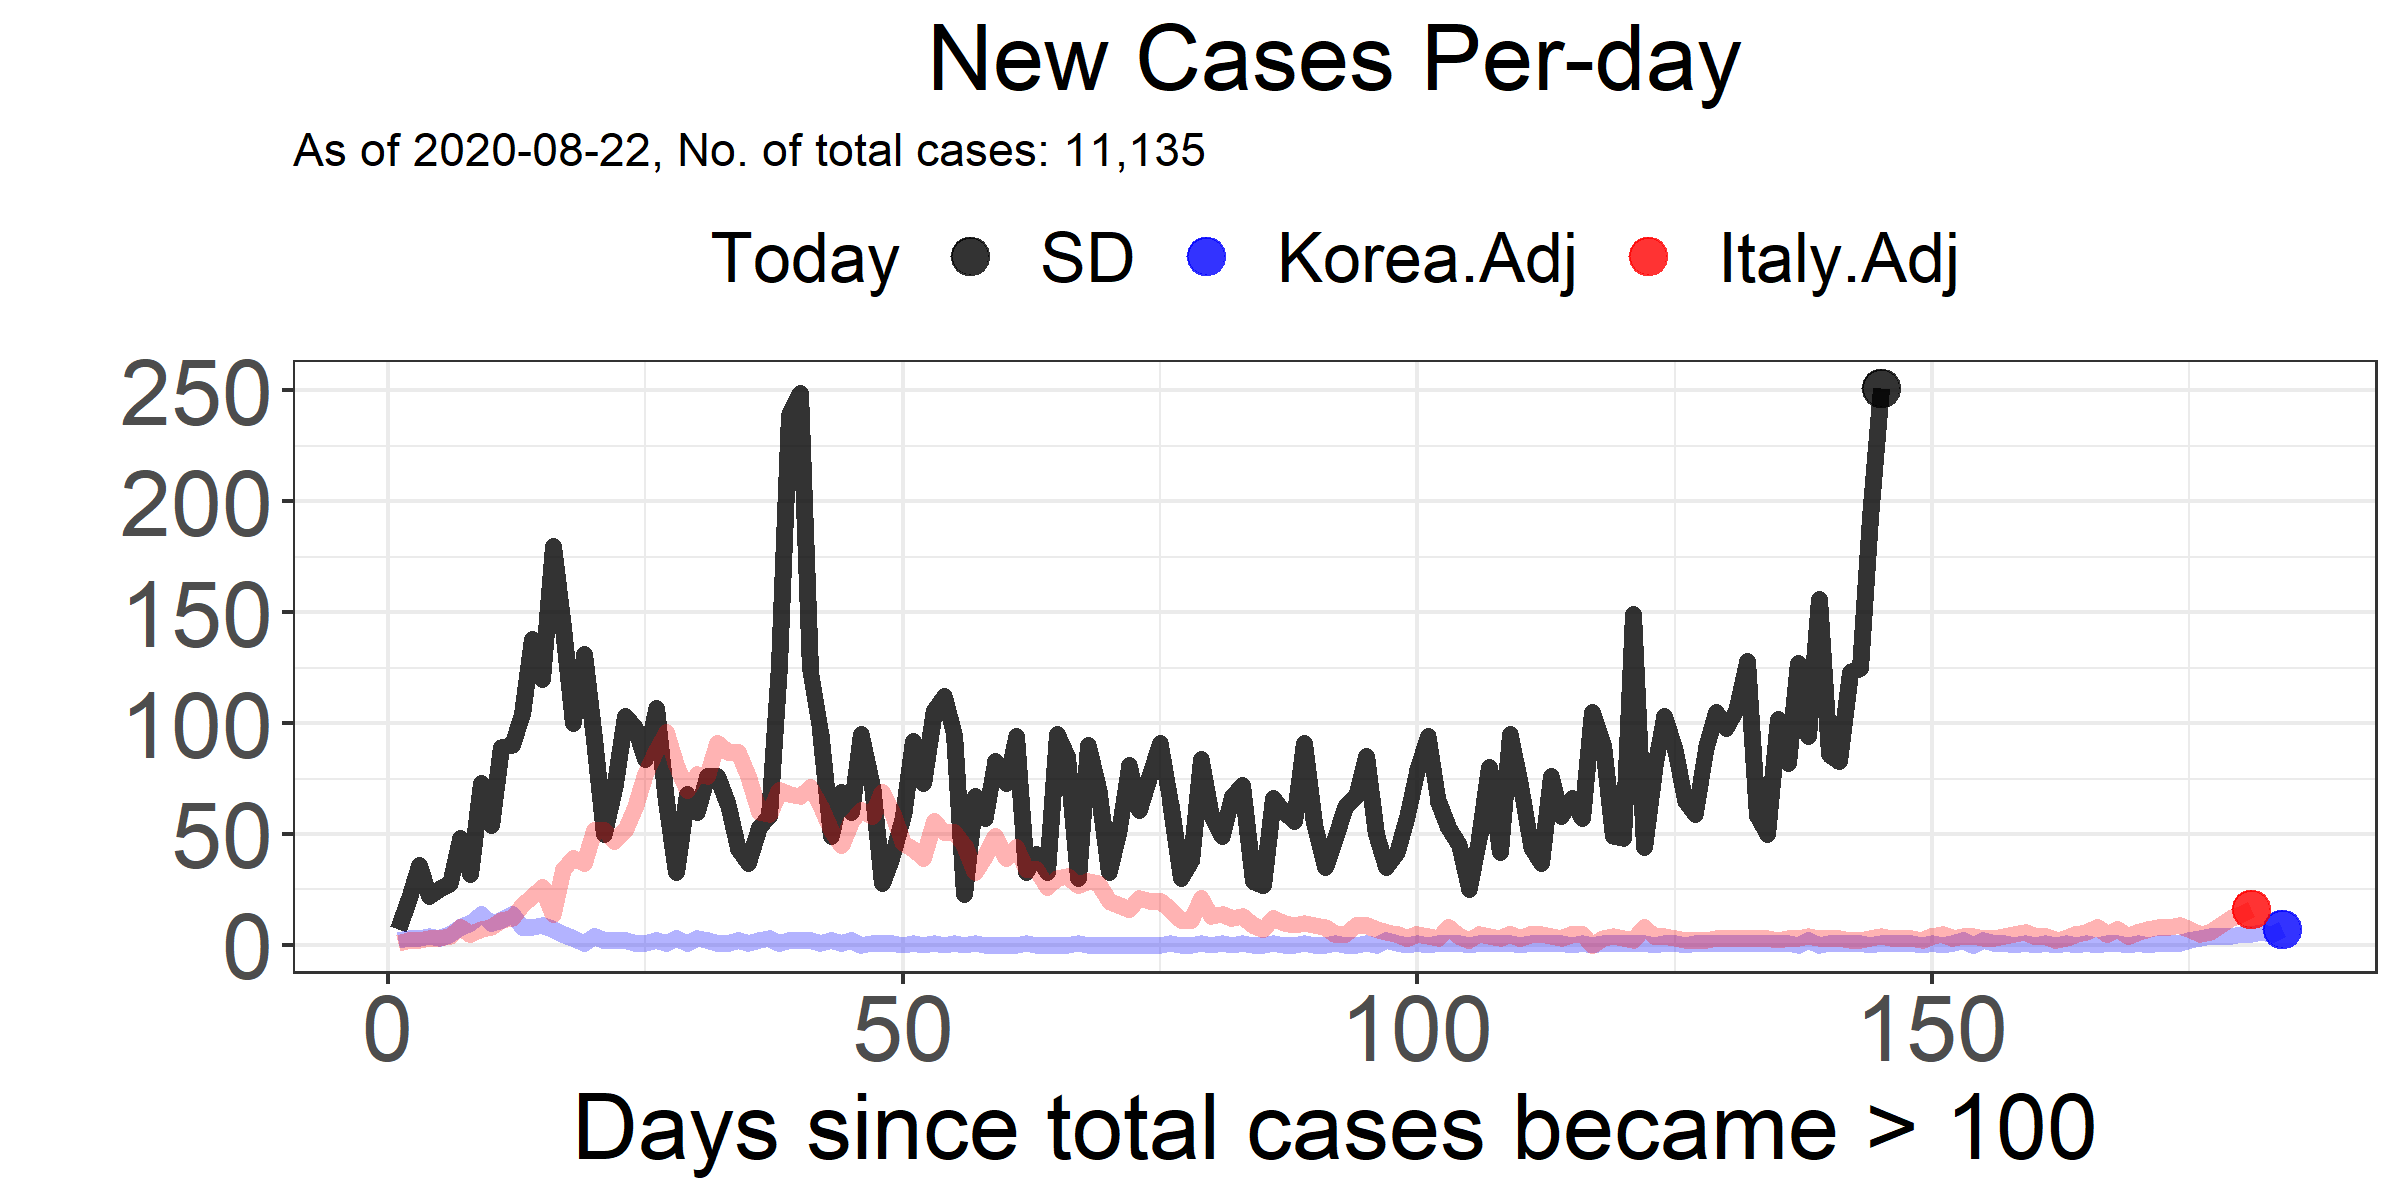 New Cases Per-day
As of 2020-08-22, No. of total cases: 11,135
Today SD Korea.Adj Italy.Adj
250
200
150
100
50
0
0 50 100 150
Days since total cases became > 100